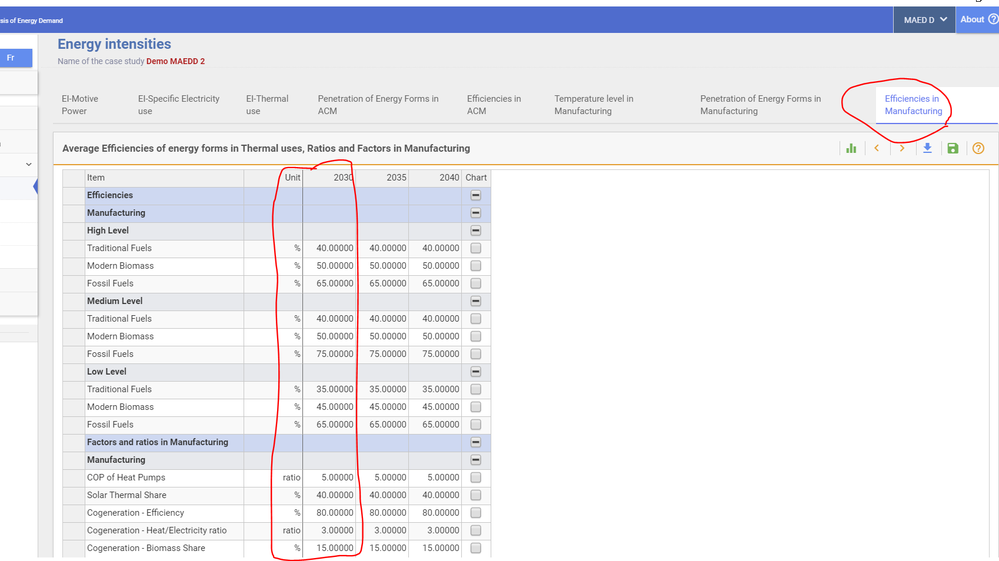 sis of Energy Demand
MAED D
About
Energy intensities
Fr
Name of the case study Demo MAEDD 2
EI-Motive Power
EI-Specific Electricity use
EI-Thermal use
Penetration of Energy Forms in ACM
Efficiencies in ACM
Temperature level in Manufacturing
Penetration of Energy Forms in Manufacturing
Efficiencies in Manufacturing
Average Efficiencies of energy forms in Thermal uses, Ratios and Factors in Manufacturing
Item Unit 2030 2035 2040 Chart
Efficiencies
Manufacturing
High Level
Traditional Fuels % 40.00000 40.00000 40.00000
Modern Biomass % 50.00000 50.00000 50.00000
Fossil Fuels % 65.00000 65.00000 65.00000
Medium Level
Traditional Fuels % 40.00000 40.00000 40.00000
Modern Biomass % 50.00000 50.00000 50.00000
Fossil Fuels % 75.00000 75.00000 75.00000
Low Level
Traditional Fuels % 35.00000 35.00000 35.00000
Modern Biomass % 45.00000 45.00000 45.00000
Fossil Fuels % 65.00000 65.00000 65.00000
Factors and ratios in Manufacturing
Manufacturing
COP of Heat Pumps ratio 5.00000 5.00000 5.00000
Solar Thermal Share % 40.00000 40.00000 40.00000
Cogeneration - Efficiency % 80.00000 80.00000 80.00000
Cogeneration - Heat/Electricity ratio ratio 3.00000 3.00000 3.00000
Cogeneration - Biomass Share % 15.00000 15.00000 15.00000